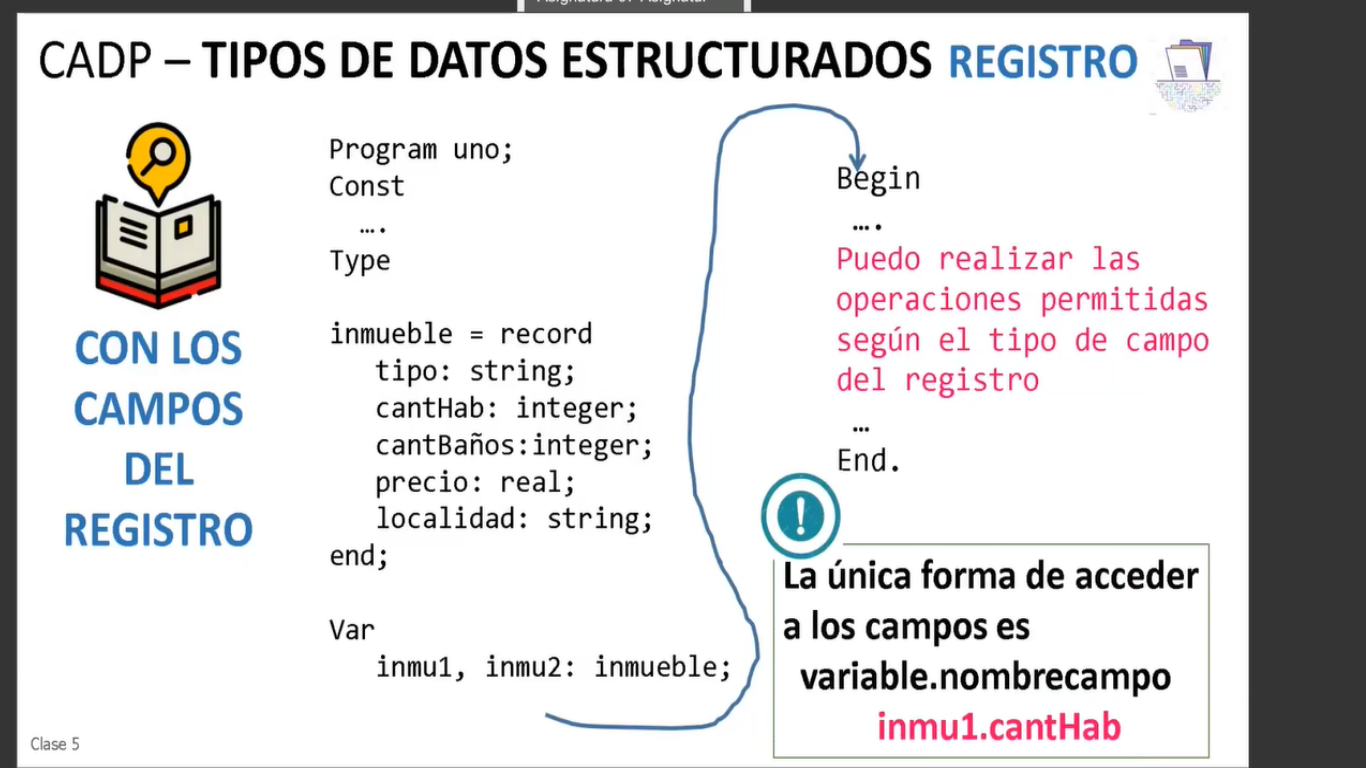 CADP – TIPOS DE DATOS ESTRUCTURADOS REGISTRO
CON LOS
CAMPOS
DEL
REGISTRO
Program uno;
Const
….
Type
inmueble = record
tipo: string;
cantHab: integer;
cantBaños:integer;
precio: real;
localidad: string;
end;
Var
inmu1, inmu2: inmueble;
Begin
….
Puedo realizar las
operaciones permitidas
según el tipo de campo
del registro
…
End.
La única forma de acceder
a los campos es
variable.nombrecampo
inmu1.cantHab
Clase 5